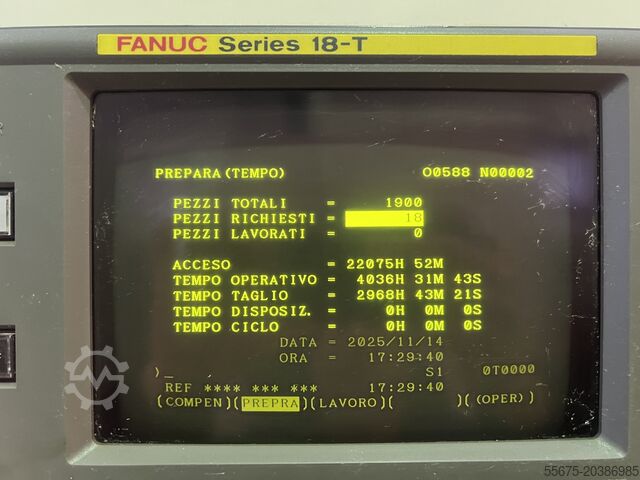 FANUC Series 18-T
PREPARA(TEMPO) O0588 N00002
PEZZI TOTALI = 1900
PEZZI RICHIESTI = 18
PEZZI LAVORATI = 0
ACCESO = 22075H 52M
TEMPO OPERATIVO = 4036H 31M 43S
TEMPO TAGLIO = 2968H 43M 21S
TEMPO DISPOSIZ. = 0H 0M 0S
TEMPO CICLO = 0H 0M 0S
DATA = 2025/11/14
ORA = 17:29:40
)_ S1 0T0000
REF **** *** *** 17:29:40
(COMPEN)(PREPRA)(LAVORO)( )((OPER))
55675-20386985